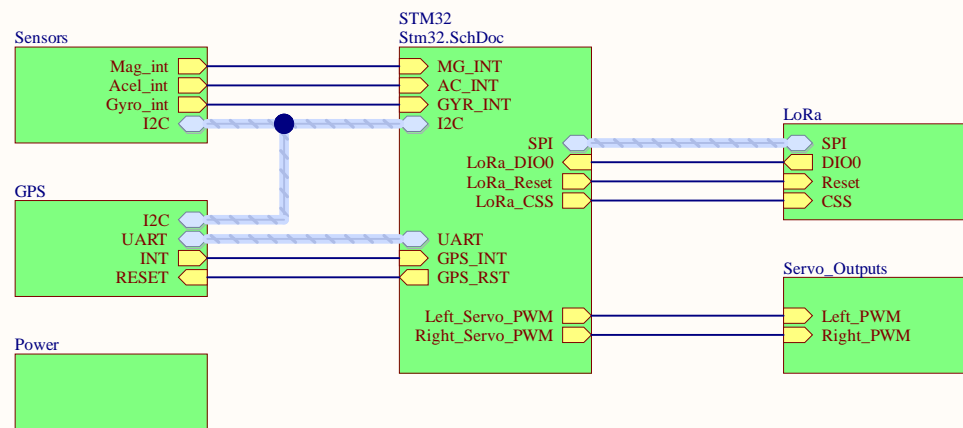 Sensors
Mag_int
Acel_int
Gyro_int
I2C
GPS
I2C
UART
INT
RESET
Power
STM32
Stm32.SchDoc
MG_INT
AC_INT
GYR_INT
I2C
SPI
LoRa_DIO0
LoRa_Reset
LoRa_CSS
UART
GPS_INT
GPS_RST
Left_Servo_PWM
Right_Servo_PWM
LoRa
SPI
DIO0
Reset
CSS
Servo_Outputs
Left_PWM
Right_PWM